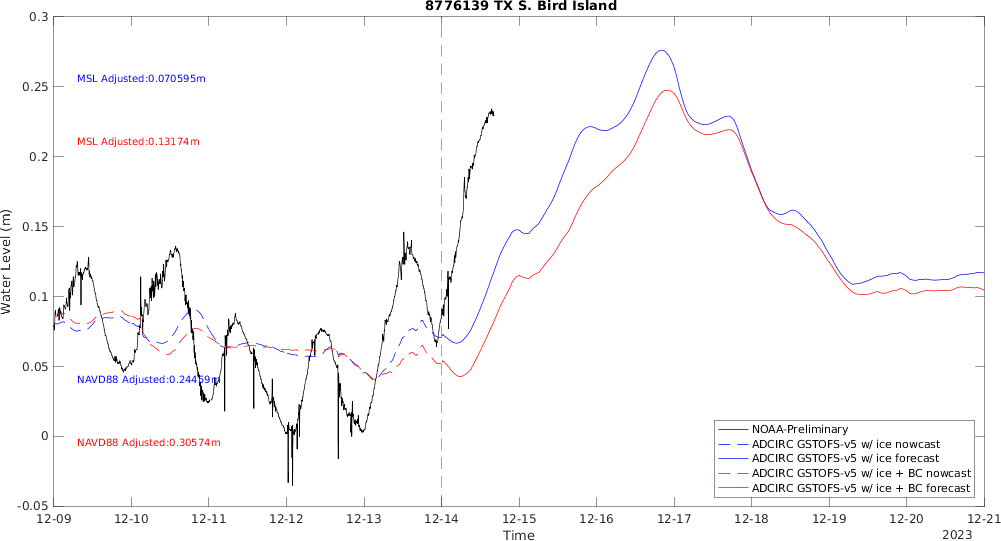 8776139 TX S. Bird Island
0.3
0.25
0.2
0.15
0.1
0.05
0
-0.05
Water Level (m)
MSL Adjusted:0.070595m
MSL Adjusted:0.13174m
NAVD88 Adjusted:0.24459m
NAVD88 Adjusted:0.30574m
NOAA-Preliminary
ADCIRC GSTOFS-v5 w/ ice nowcast
ADCIRC GSTOFS-v5 w/ ice forecast
ADCIRC GSTOFS-v5 w/ ice + BC nowcast
ADCIRC GSTOFS-v5 w/ ice + BC forecast
12-09 12-10 12-11 12-12 12-13 12-14 12-15 12-16 12-17 12-18 12-19 12-20 12-21
Time
2023